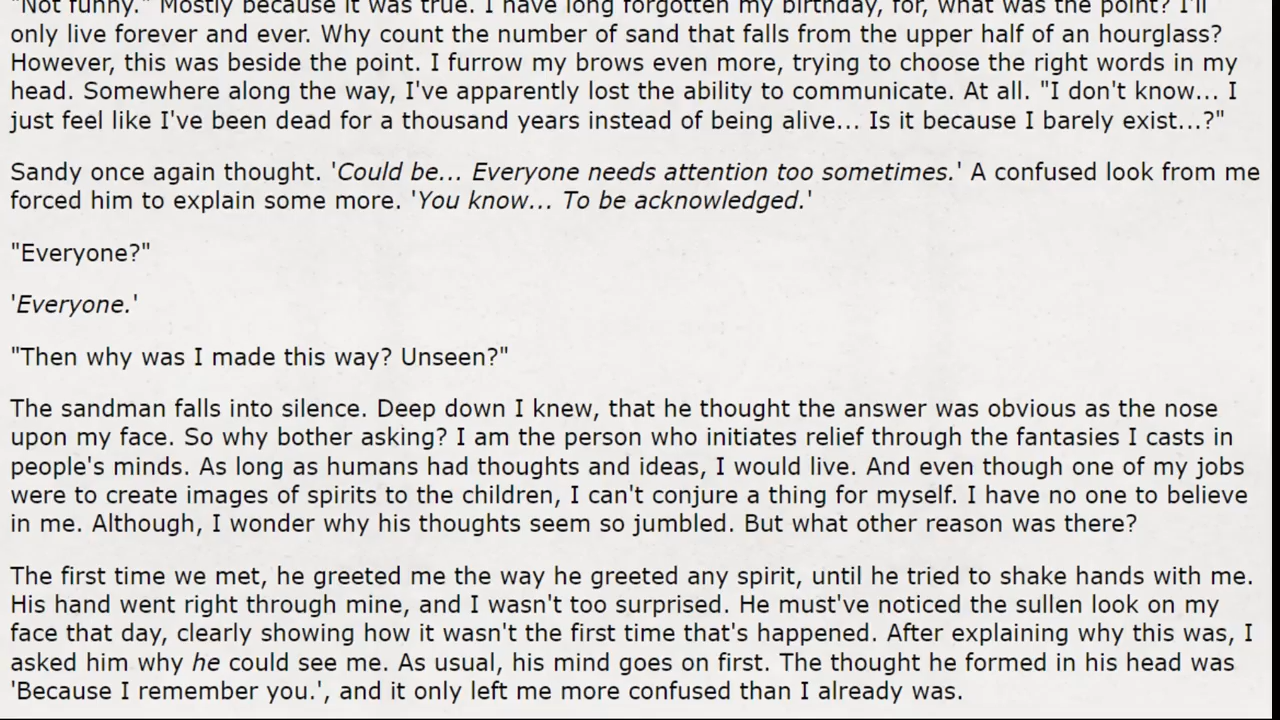 "Not funny." Mostly because it was true. I have long forgotten my birthday, for, what was the point? I'll
only live forever and ever. Why count the number of sand that falls from the upper half of an hourglass?
However, this was beside the point. I furrow my brows even more, trying to choose the right words in my
head. Somewhere along the way, I've apparently lost the ability to communicate. At all. "I don't know... I
just feel like I've been dead for a thousand years instead of being alive... Is it because I barely exist...?"
Sandy once again thought. 'Could be... Everyone needs attention too sometimes.' A confused look from me
forced him to explain some more. 'You know... To be acknowledged.'
"Everyone?"
'Everyone.'
"Then why was I made this way? Unseen?"
The sandman falls into silence. Deep down I knew, that he thought the answer was obvious as the nose
upon my face. So why bother asking? I am the person who initiates relief through the fantasies I casts in
people's minds. As long as humans had thoughts and ideas, I would live. And even though one of my jobs
were to create images of spirits to the children, I can't conjure a thing for myself. I have no one to believe
in me. Although, I wonder why his thoughts seem so jumbled. But what other reason was there?
The first time we met, he greeted me the way he greeted any spirit, until he tried to shake hands with me.
His hand went right through mine, and I wasn't too surprised. He must've noticed the sullen look on my
face that day, clearly showing how it wasn't the first time that's happened. After explaining why this was, I
asked him why he could see me. As usual, his mind goes on first. The thought he formed in his head was
'Because I remember you.', and it only left me more confused than I already was.